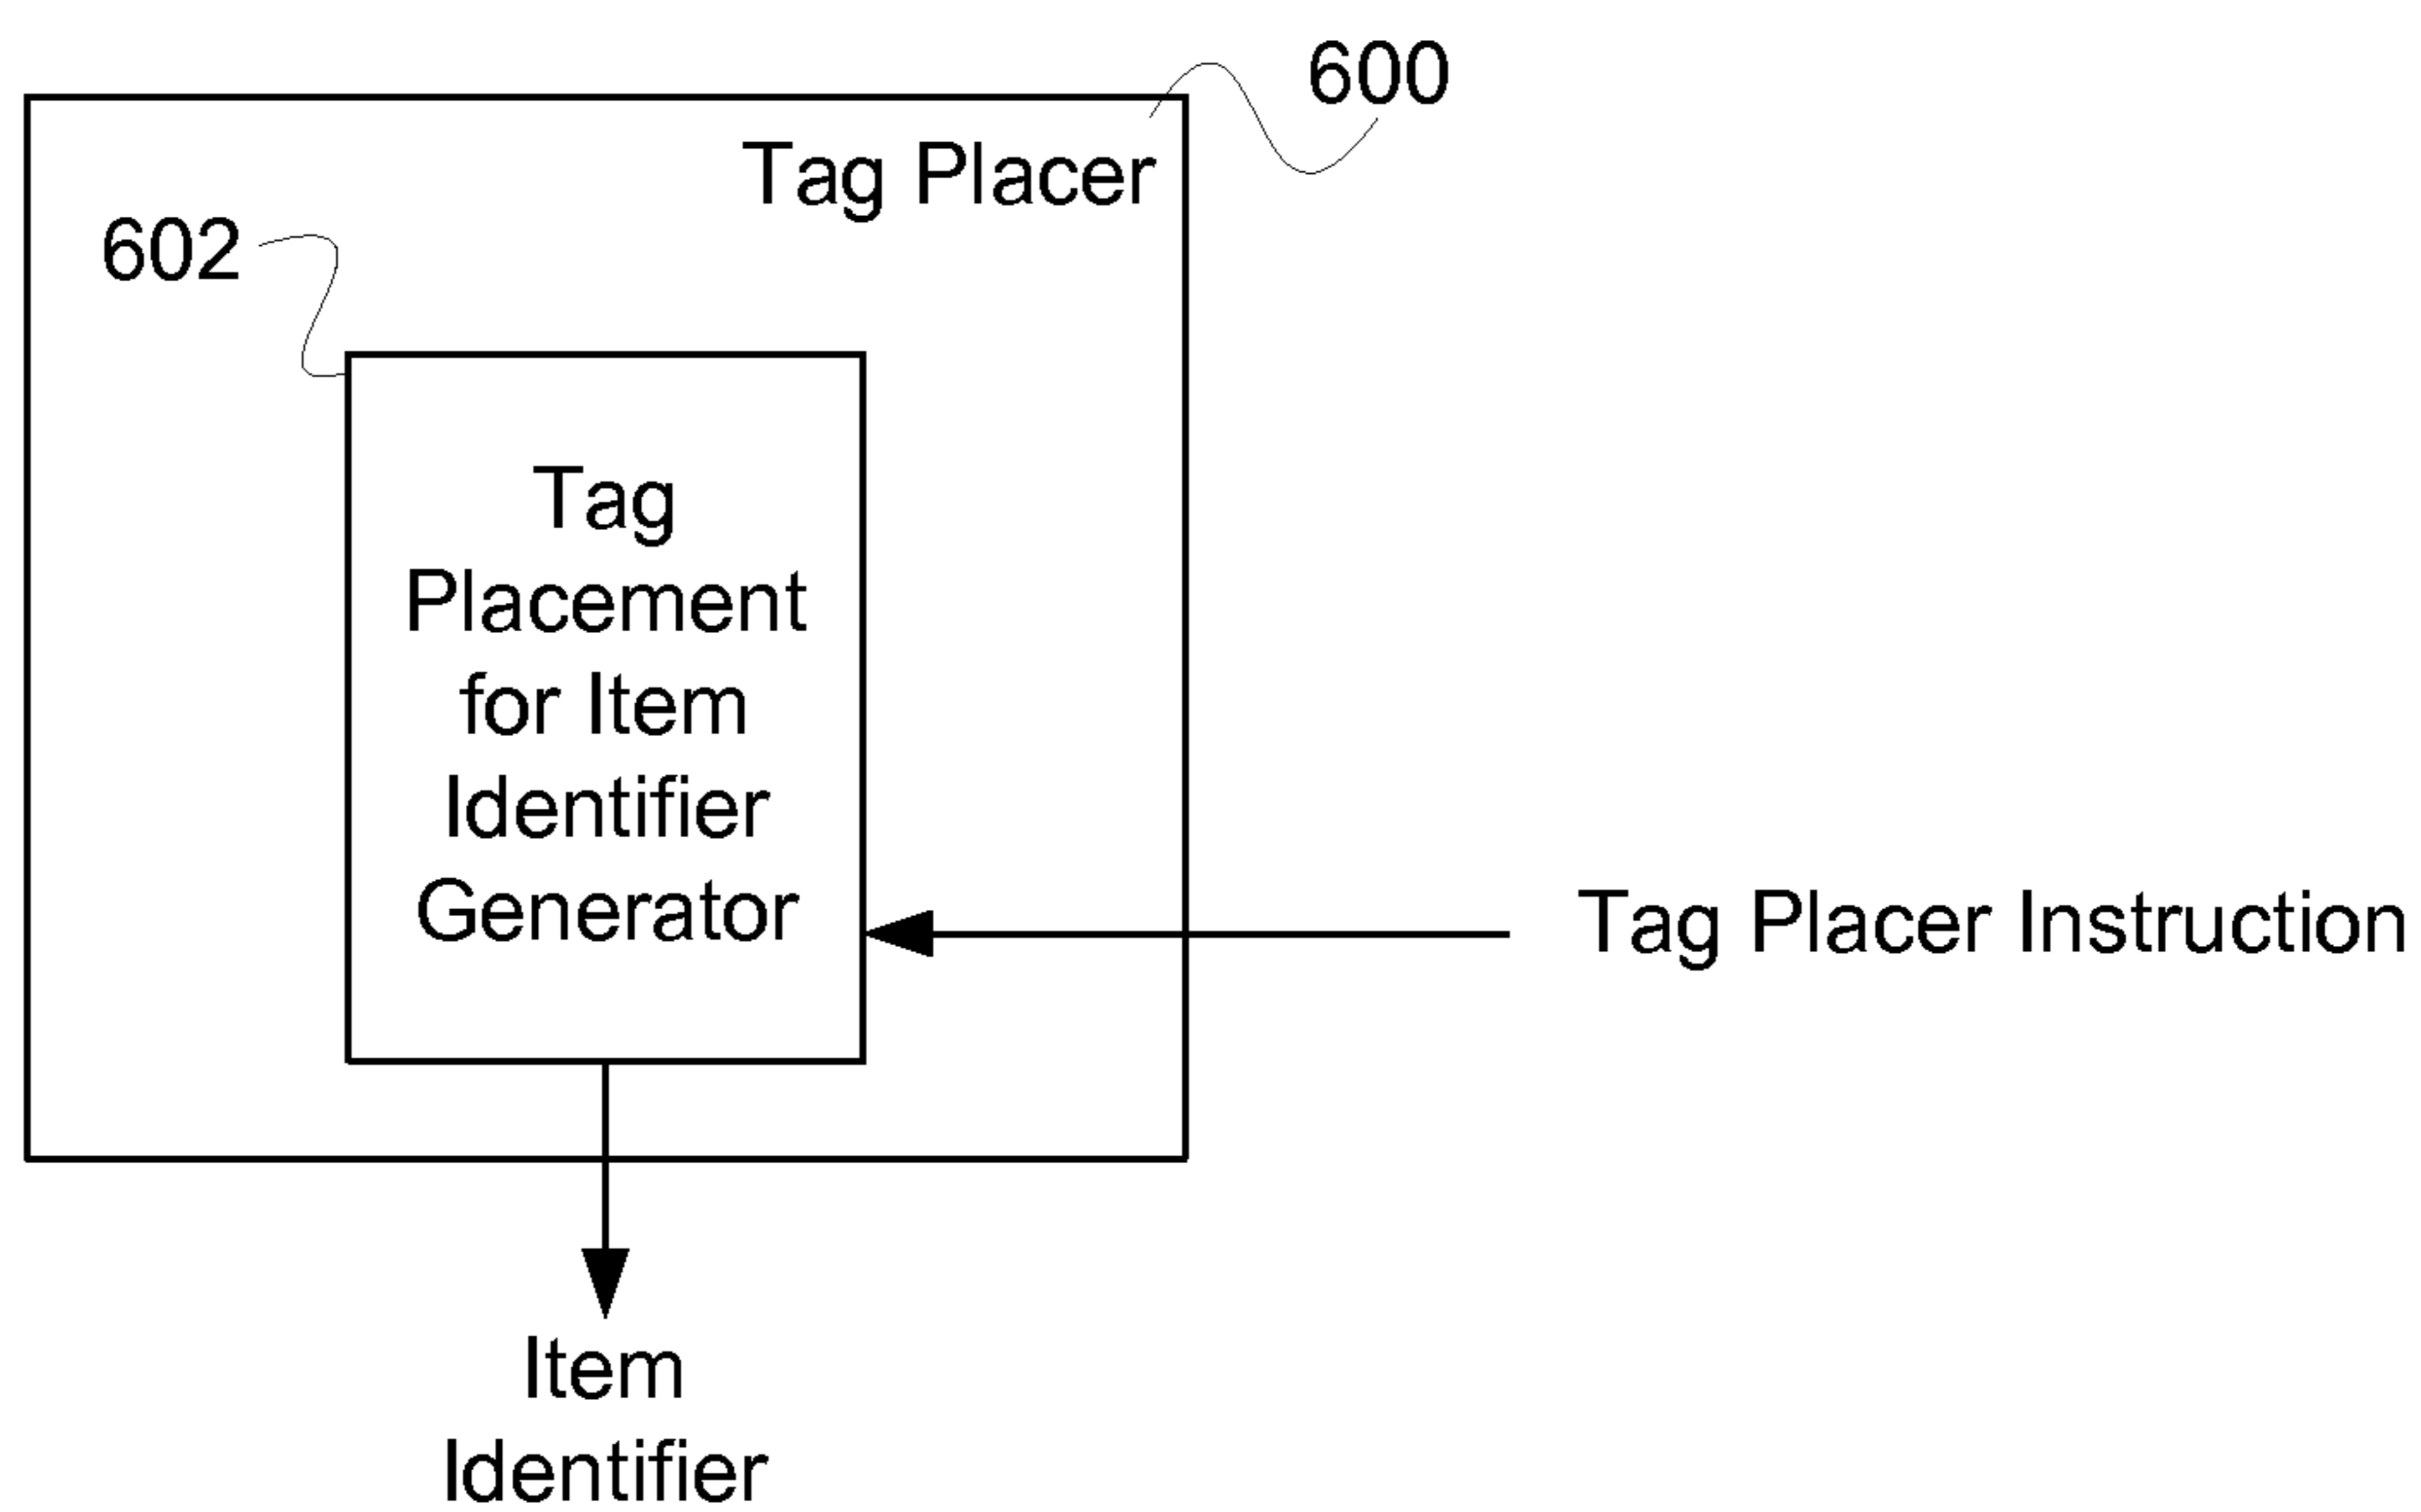 600
Tag Placer
602
Tag
Placement
for Item
Identifier
Generator
Tag Placer Instruction
Item
Identifier